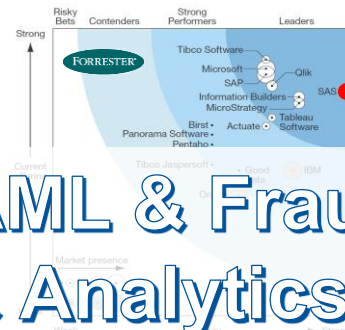 Risky Bets Contenders Strong Performers Leaders
Strong
FORRESTER®
Tibco Software
Microsoft
Qlik
SAP
SAS
Information Builders
MicroStrategy
Tableau Software
Actuate
Birst
Panorama Software
Pentaho
Tibco Jaspersoft
Good
IBM
Current
AML & Frau
Market presence
Analytics